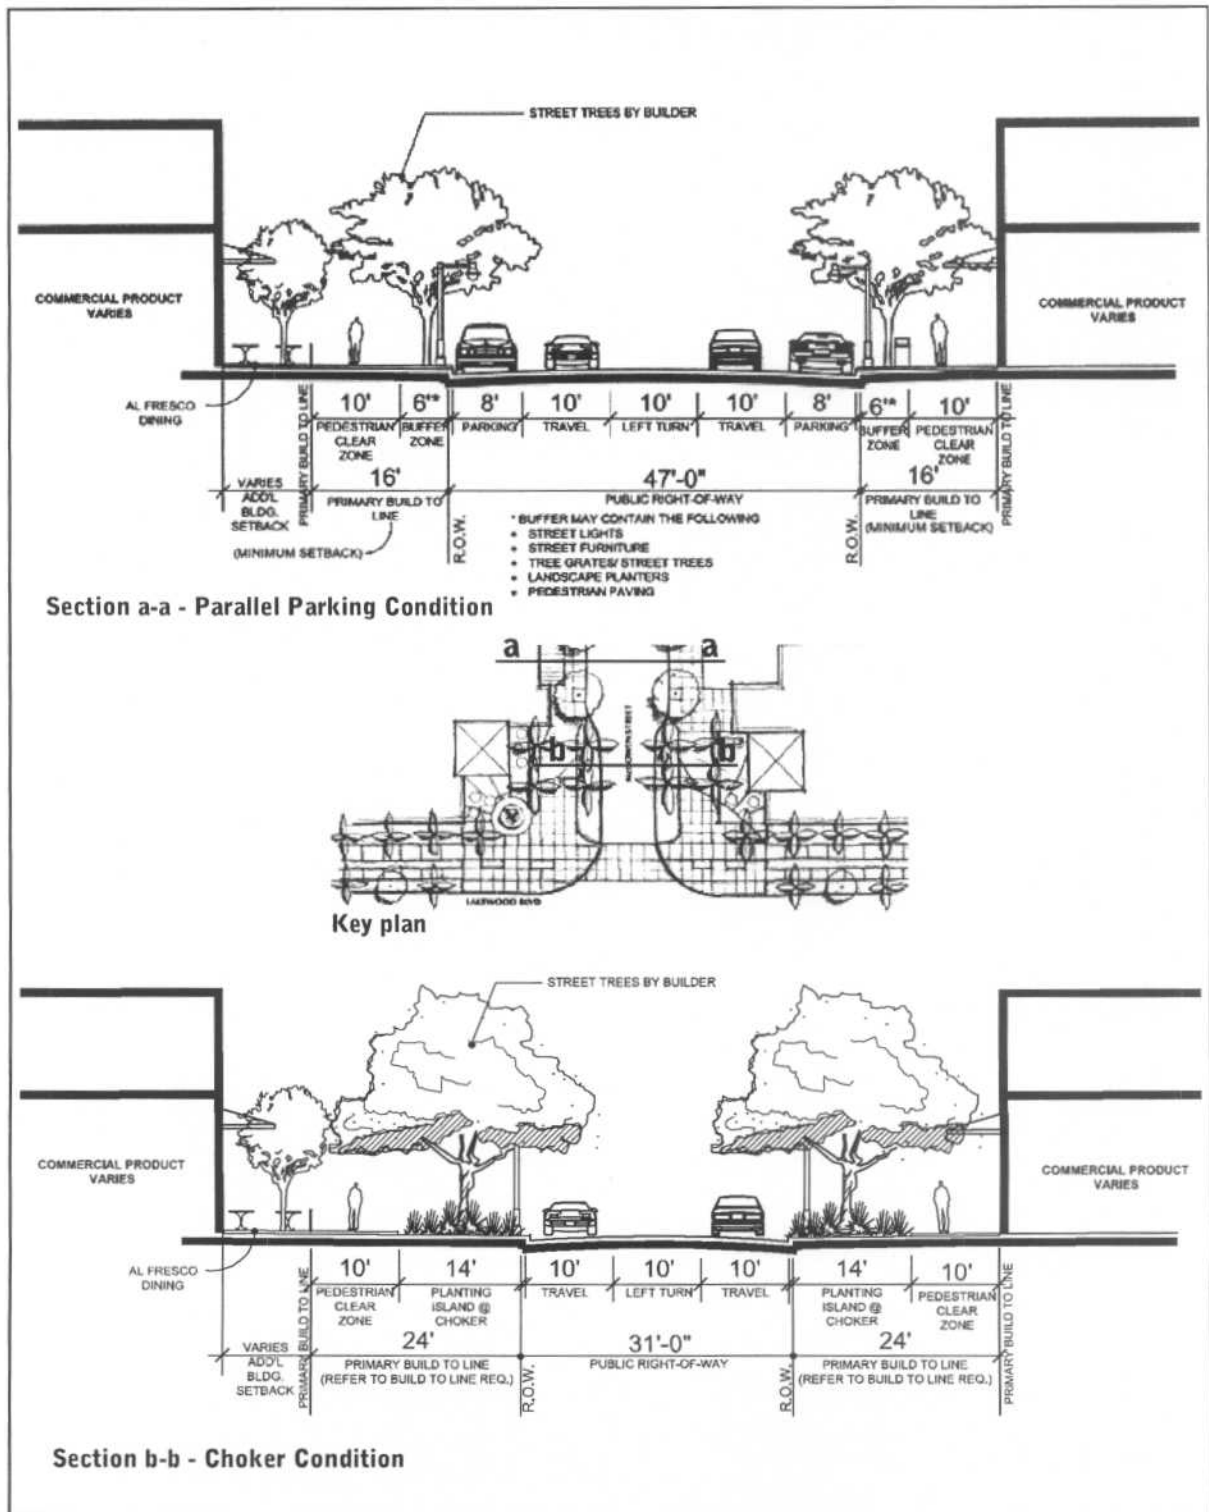 STREET TREES BY BUILDER
COMMERCIAL PRODUCT
VARIES
COMMERCIAL PRODUCT
VARIES
AL FRESCO
DINING
PRIMARY BUILD TO LINE
10'
6'*
8'
10'
10'
10'
8'
6'*
10'
PEDESTRIAN
CLEAR
ZONE
BUFFER
ZONE
PARKING
TRAVEL
LEFT TURN
TRAVEL
PARKING
BUFFER
ZONE
PEDESTRIAN
CLEAR
ZONE
PRIMARY BUILD TO LINE
VARIES
ADD'L
BLDG.
SETBACK
16'
PRIMARY BUILD TO
LINE
(MINIMUM SETBACK)
47'-0"
PUBLIC RIGHT-OF-WAY
16'
PRIMARY BUILD TO
LINE
(MINIMUM SETBACK)
R.O.W.
R.O.W.
* BUFFER MAY CONTAIN THE FOLLOWING
• STREET LIGHTS
• STREET FURNITURE
• TREE GRATES/ STREET TREES
• LANDSCAPE PLANTERS
• PEDESTRIAN PAVING
Section a-a - Parallel Parking Condition
a
a
b
b
LAKEWOOD BLVD
Key plan
STREET TREES BY BUILDER
COMMERCIAL PRODUCT
VARIES
COMMERCIAL PRODUCT
VARIES
AL FRESCO
DINING
PRIMARY BUILD TO LINE
10'
14'
10'
10'
10'
14'
10'
PEDESTRIAN
CLEAR
ZONE
PLANTING
ISLAND @
CHOKER
TRAVEL
LEFT TURN
TRAVEL
PLANTING
ISLAND @
CHOKER
PEDESTRIAN
CLEAR
ZONE
PRIMARY BUILD TO LINE
VARIES
ADD'L
BLDG.
SETBACK
24'
PRIMARY BUILD TO LINE
(REFER TO BUILD TO LINE REQ.)
31'-0"
PUBLIC RIGHT-OF-WAY
24'
PRIMARY BUILD TO LINE
(REFER TO BUILD TO LINE REQ.)
R.O.W.
R.O.W.
Section b-b - Choker Condition